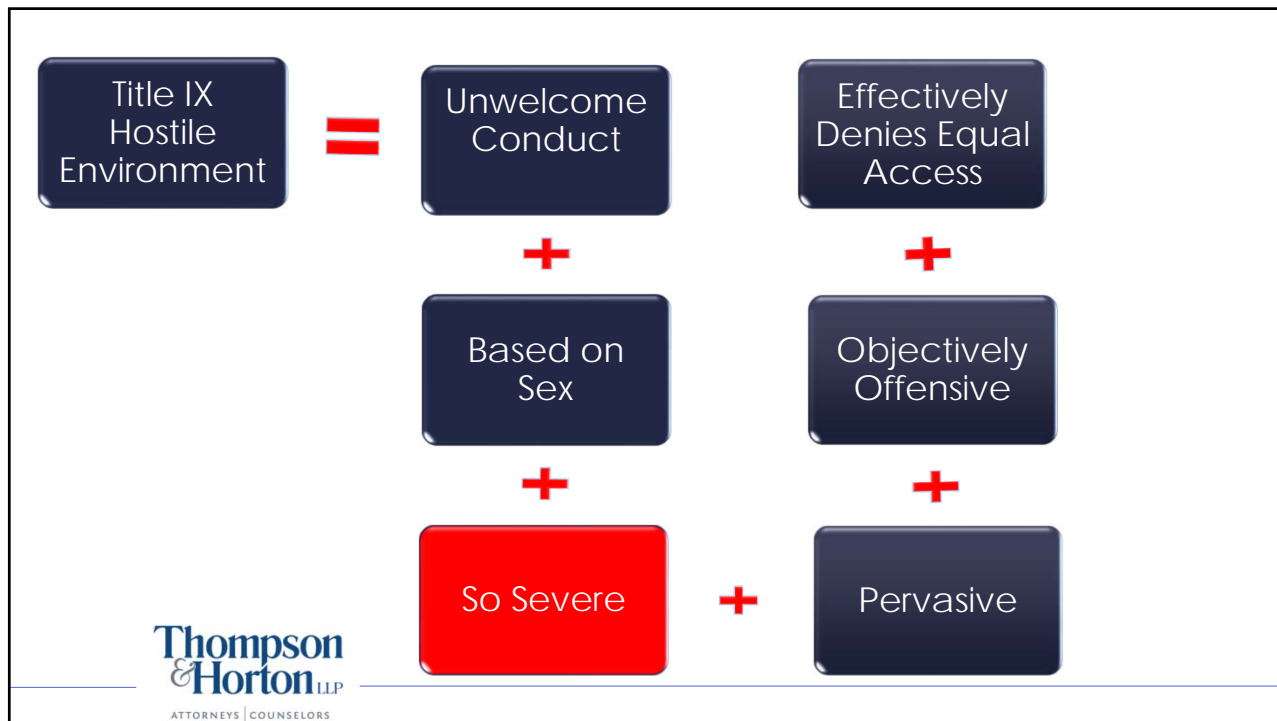 Title IX
Hostile
Environment
=
Unwelcome
Conduct
+
Based on
Sex
+
So Severe
+
Pervasive
+
Objectively
Offensive
+
Effectively
Denies Equal
Access
Thompson
&Horton LLP
ATTORNEYS | COUNSELORS